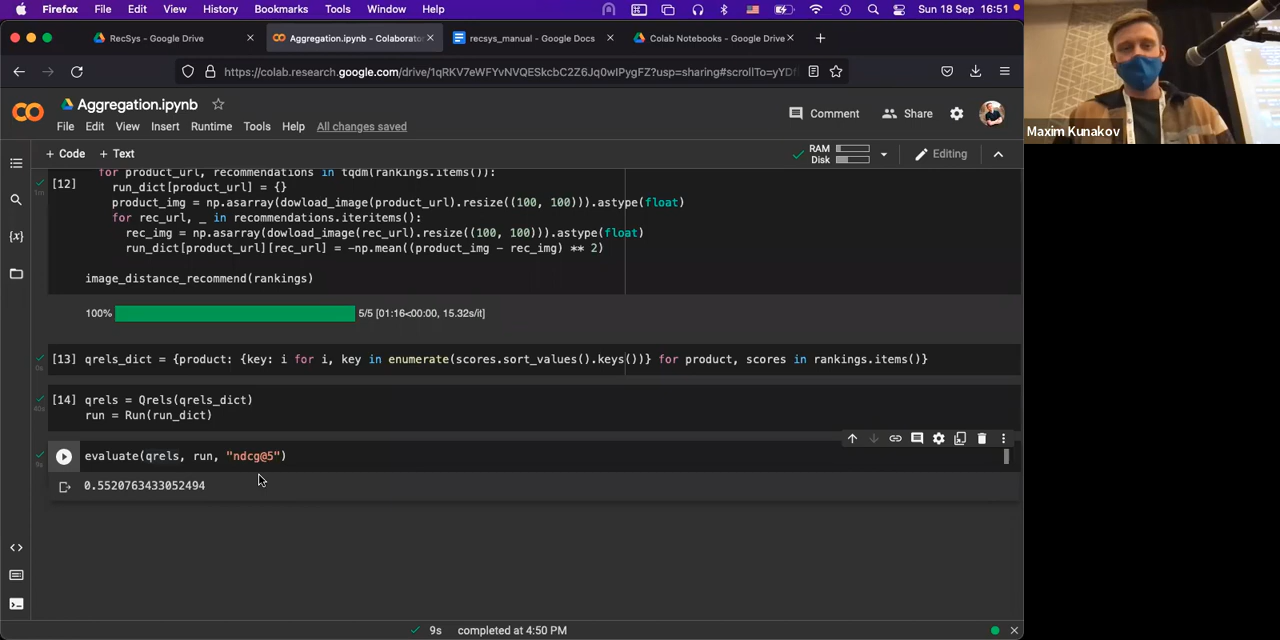 Firefox File Edit View History Bookmarks Tools Window Help Sun 18 Sep 16:51
RecSys – Google Drive Aggregation.ipynb - Colaborato recsys_manual - Google Docs Colab Notebooks – Google Drive
https://colab.research.google.com/drive/1qRKV7eWFYvNVQESkcbC2Z6Jq0wIPygFZ?usp=sharing#scrollTo=yYD
Aggregation.ipynb
Comment Share
File Edit View Insert Runtime Tools Help All changes saved
+ Code + Text RAM Disk Editing
for product_url, recommendations in tqdm(rankings.items()):
[12] run_dict[product_url] = {}
1m
product_img = np.asarray(dowload_image(product_url).resize((100, 100))).astype(float)
for rec_url, _ in recommendations.iteritems():
rec_img = np.asarray(dowload_image(rec_url).resize((100, 100))).astype(float)
run_dict[product_url][rec_url] = -np.mean((product_img - rec_img) ** 2)
image_distance_recommend(rankings)
100% 5/5 [01:16<00:00, 15.32s/it]
[13] qrels_dict = {product: {key: i for i, key in enumerate(scores.sort_values().keys())} for product, scores in rankings.items()}
0s
[14] qrels = Qrels(qrels_dict)
40s
run = Run(run_dict)
evaluate(qrels, run, "ndcg@5")
9s
0.5520763433052494
9s completed at 4:50 PM
Maxim Kunakov